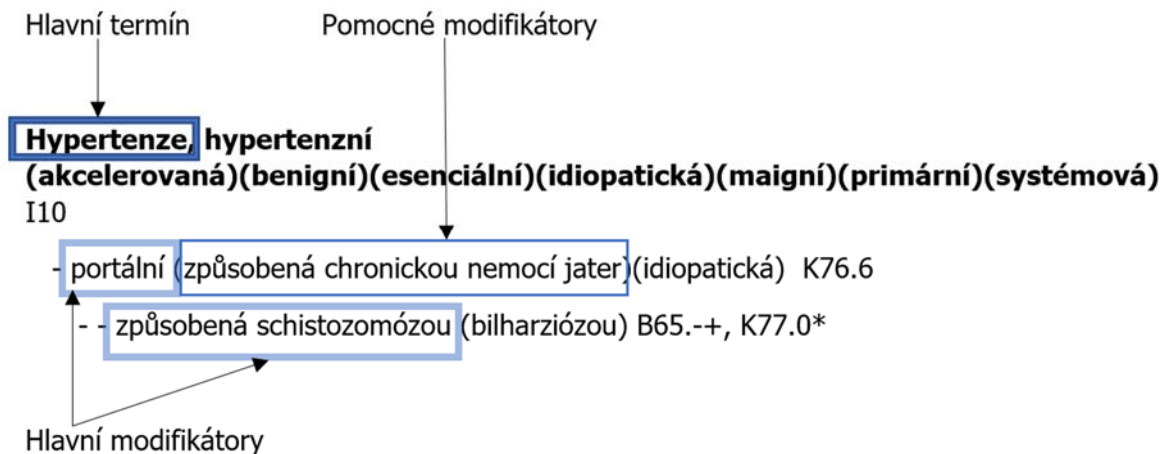 Hlavní termín Pomocné modifikátory
Hypertenze, hypertenzní
(akcelerovaná)(benigní)(esenciální)(idiopatická)(maigní)(primární)(systémová)
I10
- portální (způsobená chronickou nemocí jater)(idiopatická) K76.6
- - způsobená schistozomózou (bilharziózou) B65.-+, K77.0*
Hlavní modifikátory